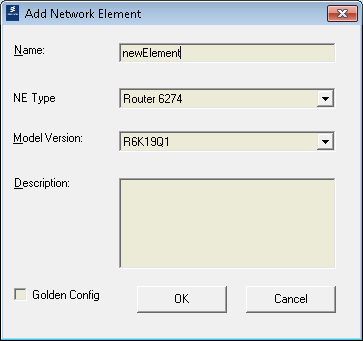 Add Network Element
Name: newElement
NE Type Router 6274
Model Version: R6K19Q1
Description:
Golden Config OK Cancel